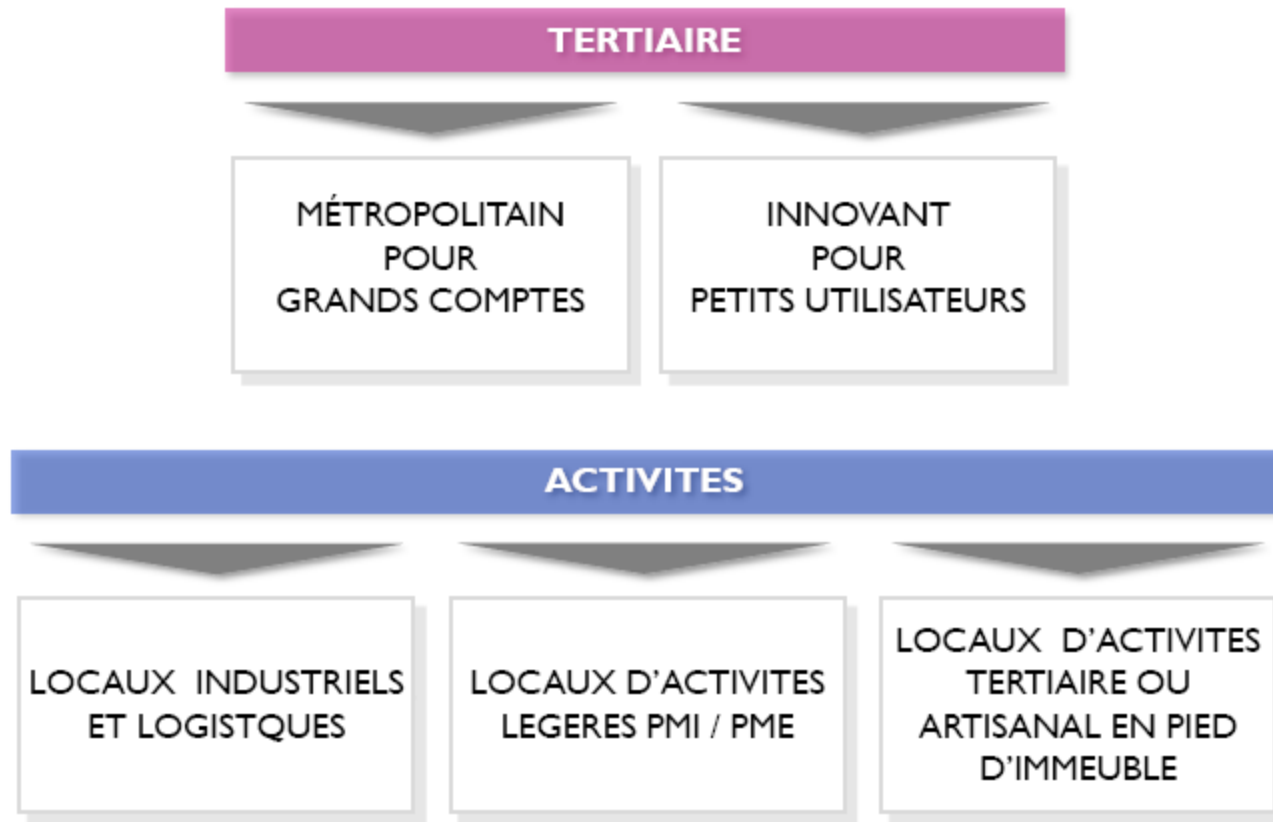 TERTIAIRE
MÉTROPOLITAIN
POUR
GRANDS COMPTES
INNOVANT
POUR
PETITS UTILISATEURS
ACTIVITES
LOCAUX INDUSTRIELS
ET LOGISTQUES
LOCAUX D’ACTIVITES
LEGERES PMI / PME
LOCAUX D’ACTIVITES
TERTIAIRE OU
ARTISANAL EN PIED
D’IMMEUBLE